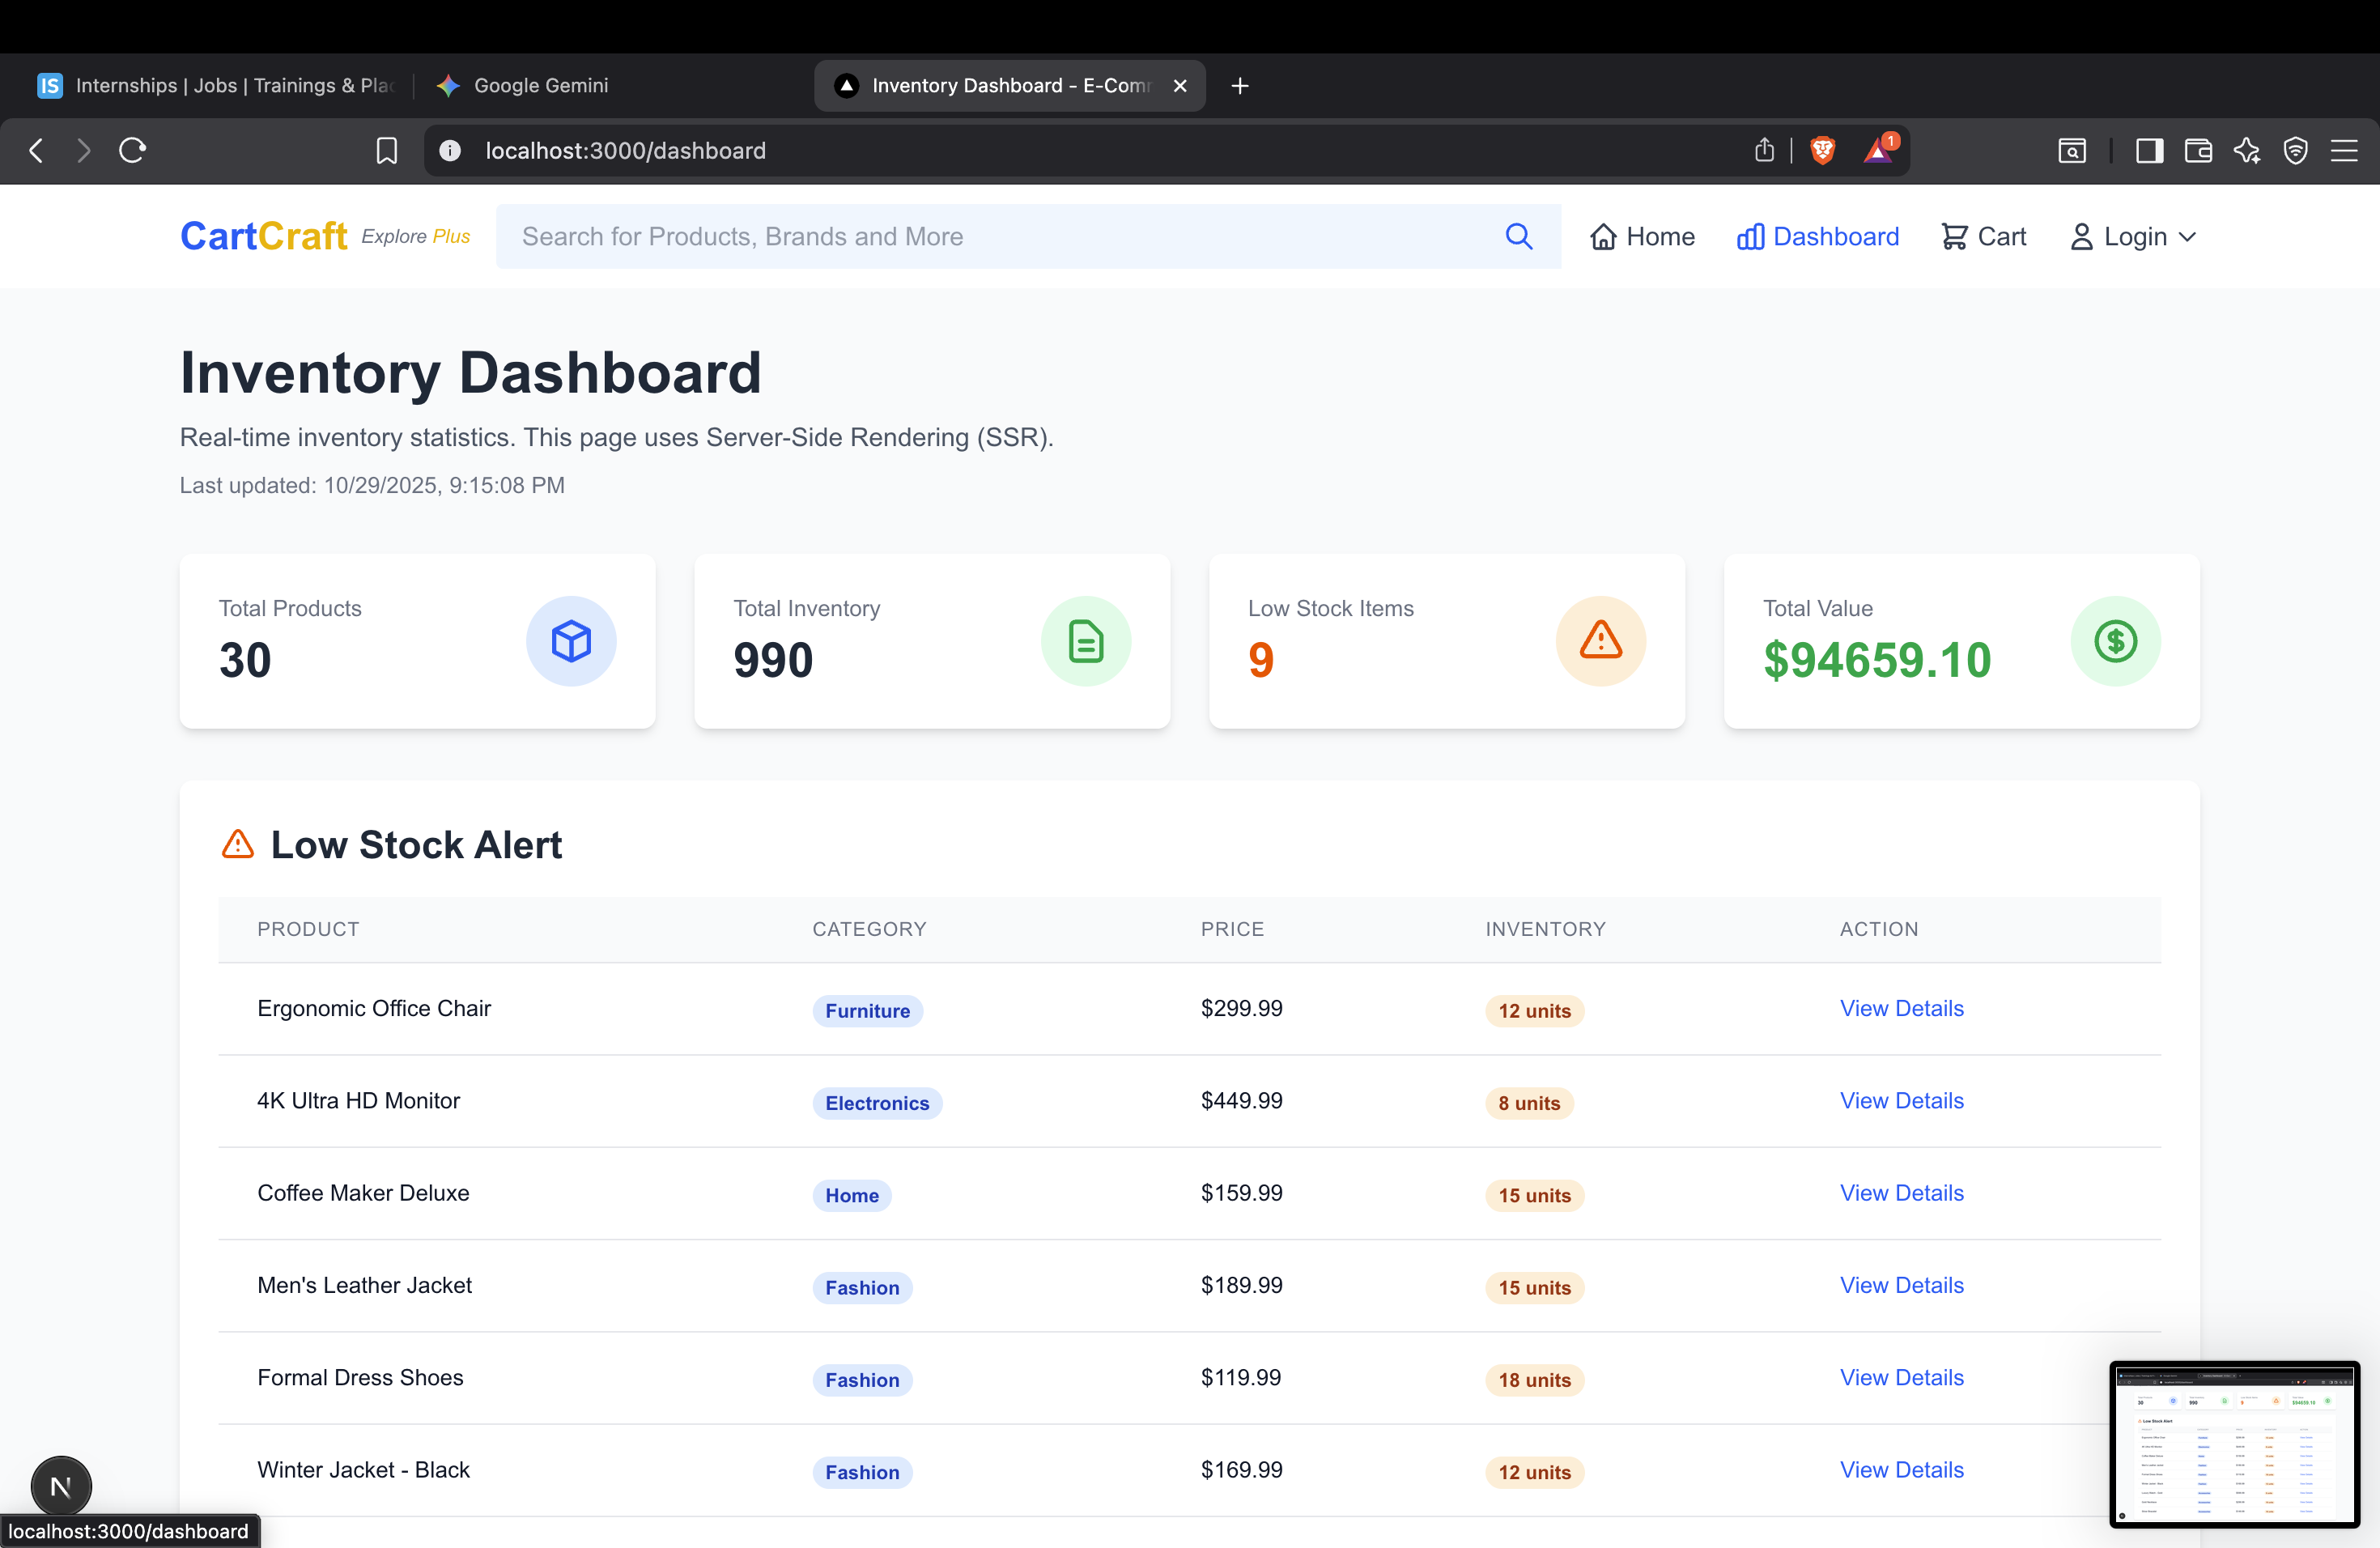 IS Internships | Jobs | Trainings & Pla
Google Gemini
Inventory Dashboard - E-Com
localhost:3000/dashboard
1
CartCraft Explore Plus
Search for Products, Brands and More
Home
Dashboard
Cart
Login
Inventory Dashboard
Real-time inventory statistics. This page uses Server-Side Rendering (SSR).
Last updated: 10/29/2025, 9:15:08 PM
Total Products
30
Total Inventory
990
Low Stock Items
9
Total Value
$94659.10
Low Stock Alert
PRODUCT CATEGORY PRICE INVENTORY ACTION
Ergonomic Office Chair Furniture $299.99 12 units View Details
4K Ultra HD Monitor Electronics $449.99 8 units View Details
Coffee Maker Deluxe Home $159.99 15 units View Details
Men's Leather Jacket Fashion $189.99 15 units View Details
Formal Dress Shoes Fashion $119.99 18 units View Details
Winter Jacket - Black Fashion $169.99 12 units View Details
N
localhost:3000/dashboard